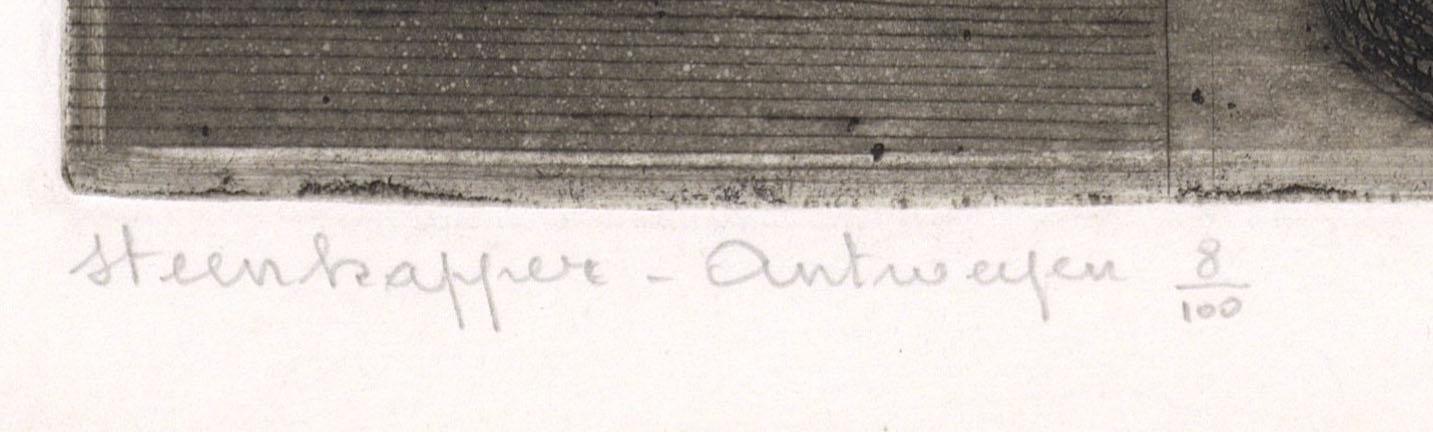 Steenkapper - Antwerpen 8/100